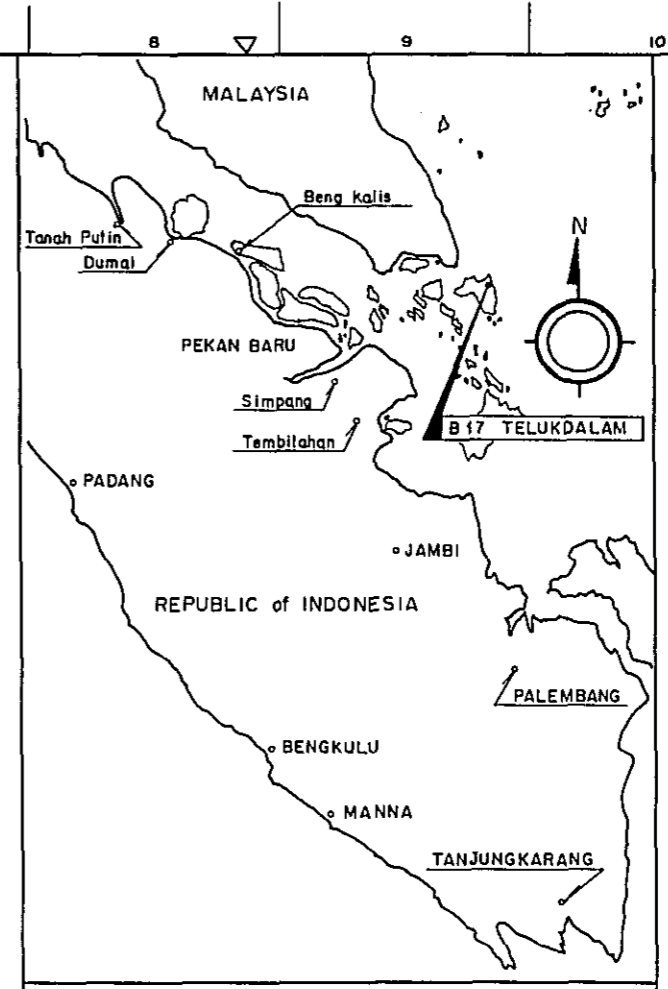 8 9 10
MALAYSIA
Beng kalis
Tanah Putin
Dumai
N
PEKAN BARU
Simpang
B 17 TELUKDALAM
Tembilahan
PADANG
JAMBI
REPUBLIC of INDONESIA
PALEMBANG
BENGKULU
MANNA
TANJUNGKARANG